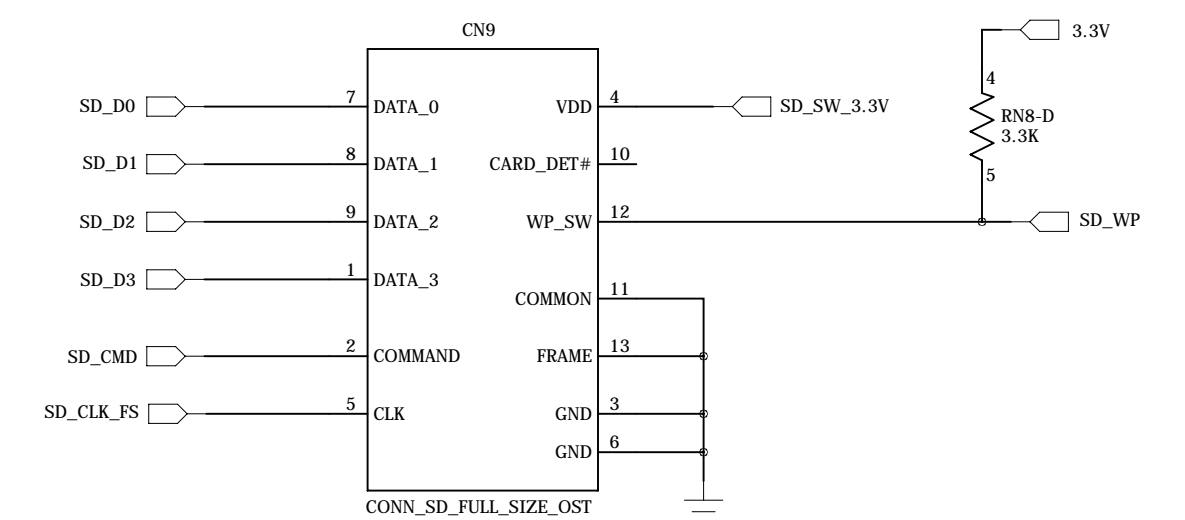 CN9
3.3V
4
RN8-D
3.3K
5
SD_D0 7 DATA_0 VDD 4 SD_SW_3.3V
SD_D1 8 DATA_1 CARD_DET# 10
SD_D2 9 DATA_2 WP_SW 12 SD_WP
SD_D3 1 DATA_3
COMMON 11
SD_CMD 2 COMMAND FRAME 13
SD_CLK_FS 5 CLK GND 3
GND 6
CONN_SD_FULL_SIZE_OST